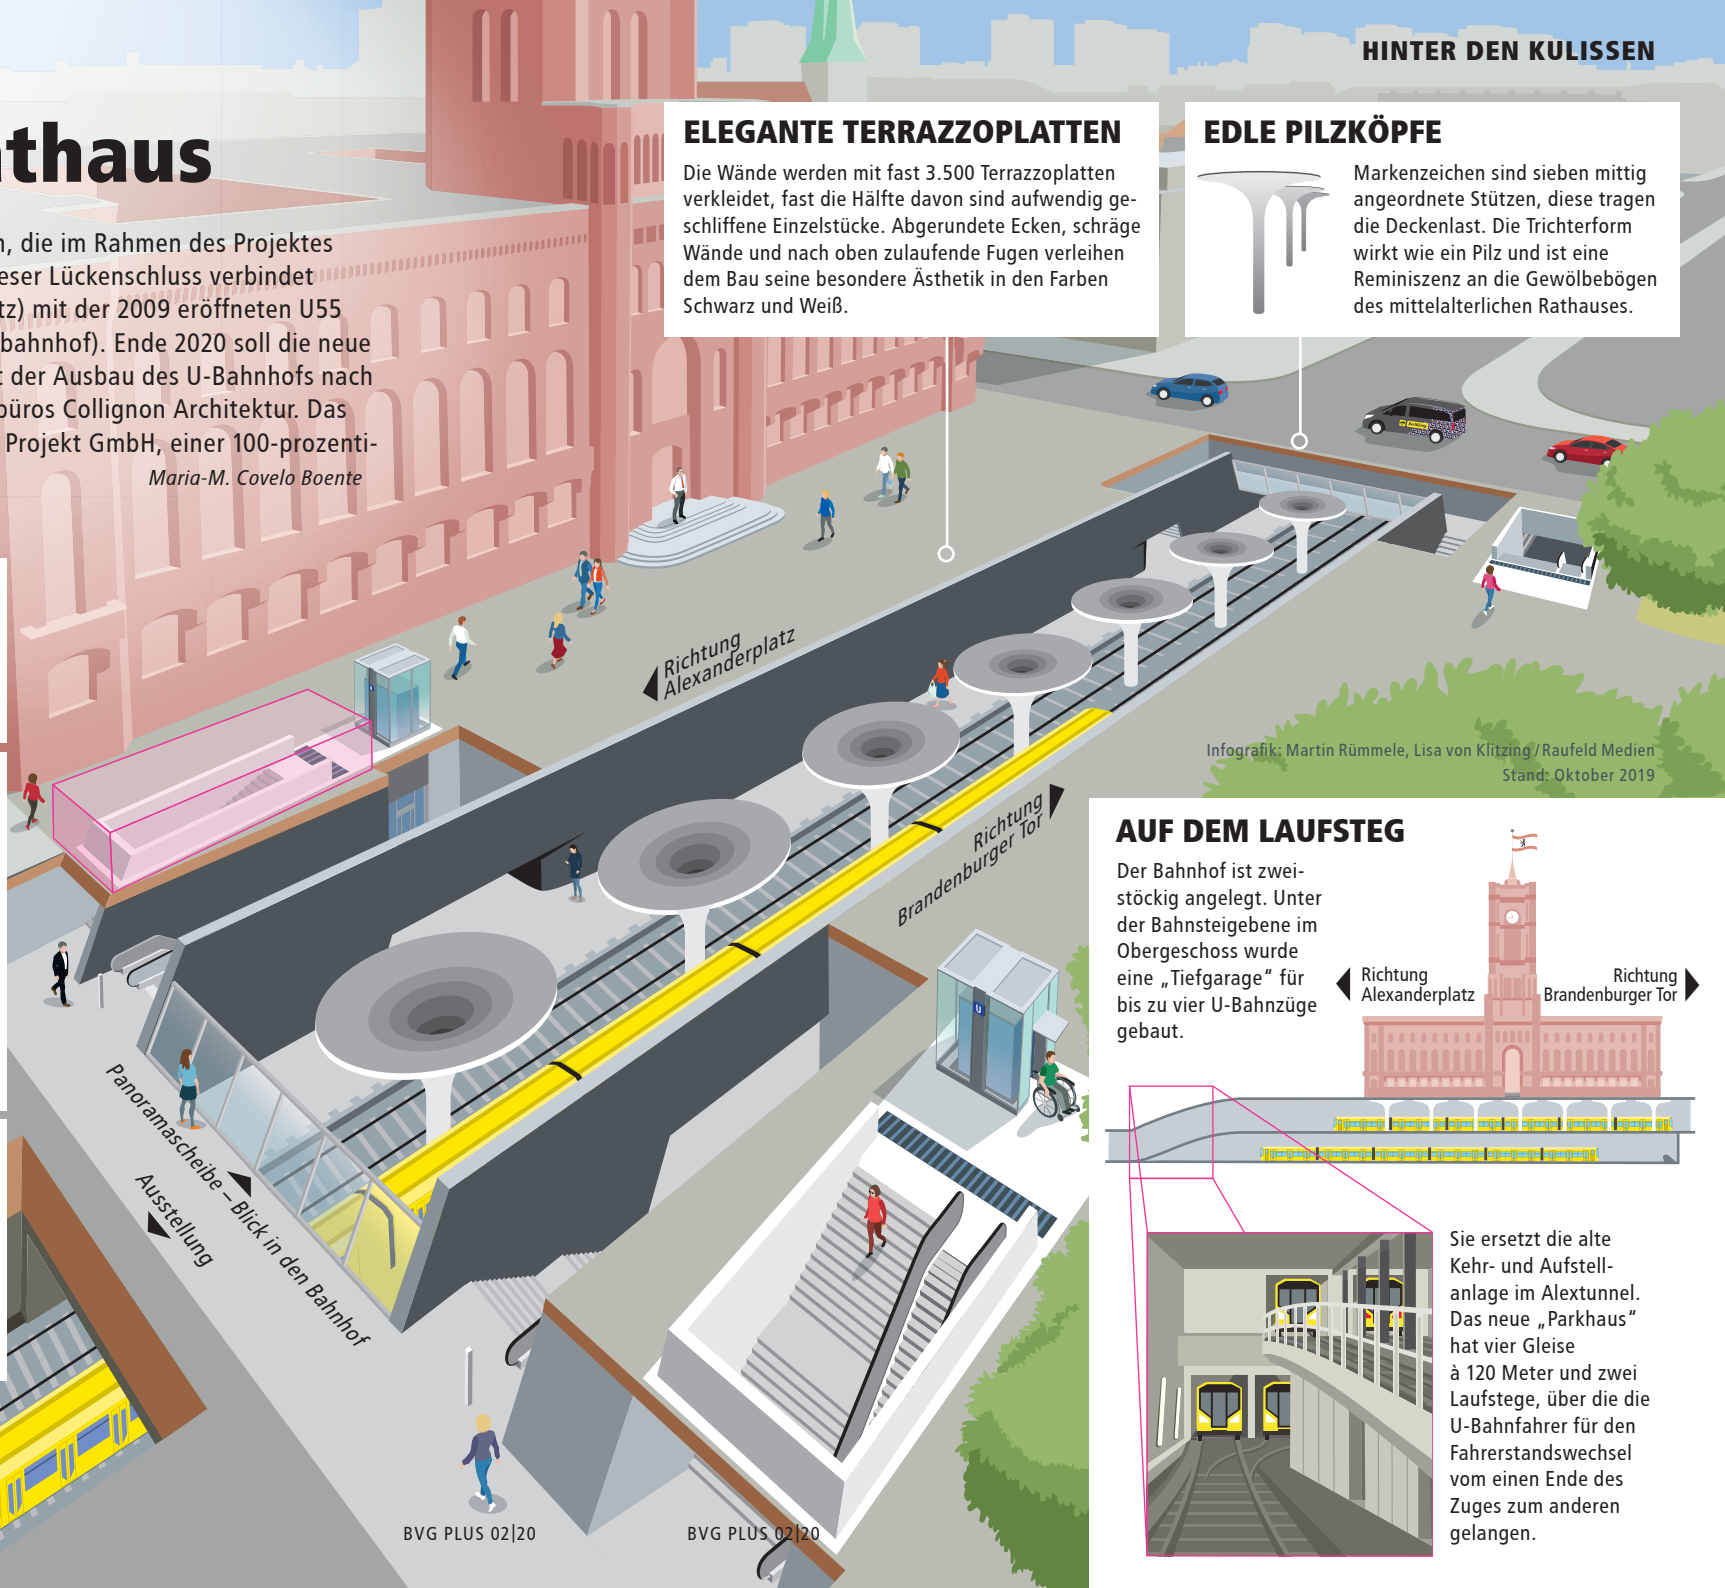 HINTER DEN KULISSEN
athaus
n, die im Rahmen des Projektes
eser Lückenschluss verbindet
tz) mit der 2009 eröffneten U55
bahnhof). Ende 2020 soll die neue
t der Ausbau des U-Bahnhofs nach
büros Collignon Architektur. Das
Projekt GmbH, einer 100-prozenti-
Maria-M. Covelo Boente
ELEGANTE TERRAZZOPLATTEN
Die Wände werden mit fast 3.500 Terrazzoplatten
verkleidet, fast die Hälfte davon sind aufwendig ge-
schliffene Einzelstücke. Abgerundete Ecken, schräge
Wände und nach oben zulaufende Fugen verleihen
dem Bau seine besondere Ästhetik in den Farben
Schwarz und Weiß.
EDLE PILZKÖPFE
Markenzeichen sind sieben mittig
angeordnete Stützen, diese tragen
die Deckenlast. Die Trichterform
wirkt wie ein Pilz und ist eine
Reminiszenz an die Gewölbebögen
des mittelalterlichen Rathauses.
Richtung
Alexanderplatz
Richtung
Brandenburger Tor
Infografik: Martin Rümmele, Lisa von Klitzing/Raufeld Medien
Stand: Oktober 2019
U
Panoramascheibe – Blick in den Bahnhof
Ausstellung
AUF DEM LAUFSTEG
Der Bahnhof ist zwei-
stöckig angelegt. Unter
der Bahnsteigebene im
Obergeschoss wurde
eine „Tiefgarage“ für
bis zu vier U-Bahnzüge
gebaut.
Richtung
Alexanderplatz
Richtung
Brandenburger Tor
Sie ersetzt die alte
Kehr- und Aufstell-
anlage im Alextunnel.
Das neue „Parkhaus“
hat vier Gleise
à 120 Meter und zwei
Laufstege, über die die
U-Bahnfahrer für den
Fahrerstandswechsel
vom einen Ende des
Zuges zum anderen
gelangen.
BVG PLUS 02|20
BVG PLUS 02|20